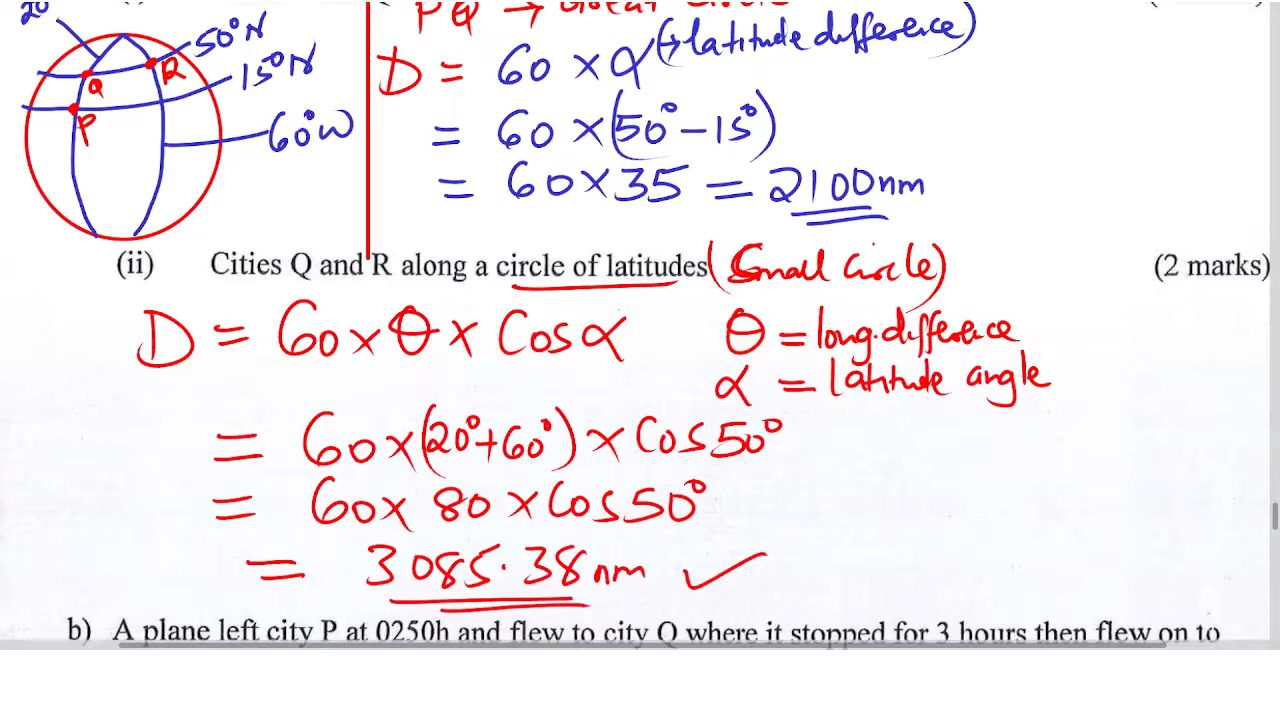 PQ → Great Circle
20
50°N
D = 60 × α (→ latitude difference)
R
Q
15°N
P
60°W
= 60 × (50° − 15°)
= 60 × 35 = 2100nm
(ii) Cities Q and R along a circle of latitudes (Small Circle) (2 marks)
D = 60 × θ × Cos α
θ = long. difference
α = latitude angle
= 60 × (20° + 60°) × Cos 50°
= 60 × 80 × Cos 50°
= 3085.38nm ✓
b) A plane left city P at 0250h and flew to city Q where it stopped for 3 hours then flew on to